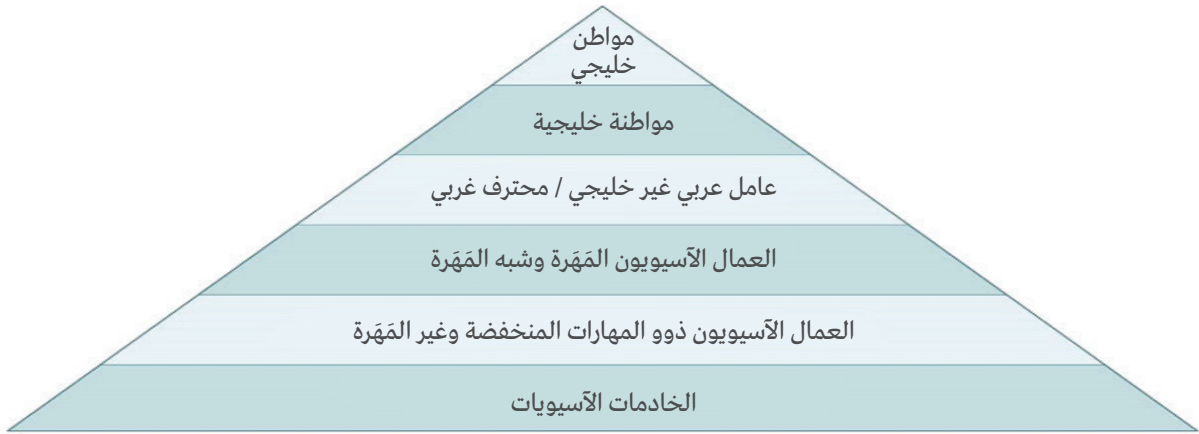 مواطن
خليجي
مواطنة خليجية
عامل عربي غير خليجي / محترف غربي
العمال الآسيويون المَهَرة وشبه المَهَرة
العمال الآسيويون ذوو المهارات المنخفضة وغير المَهَرة
الخادمات الآسيويات